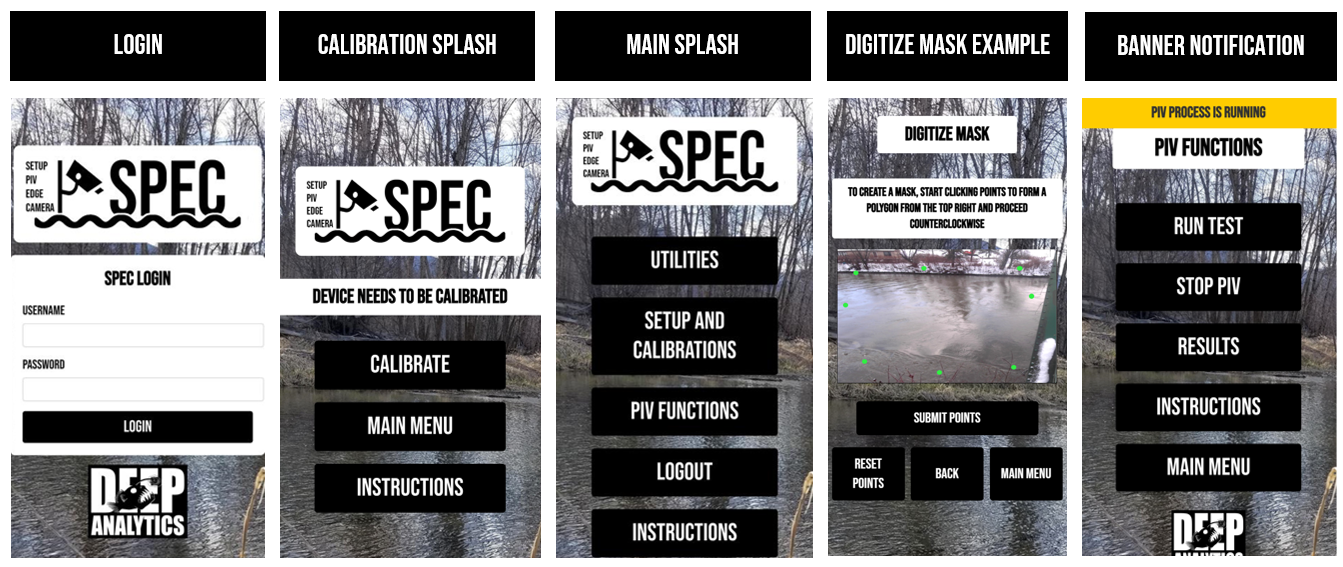 LOGIN
SETUP
PIV
EDGE
CAMERA
SPEC
SPEC LOGIN
USERNAME
PASSWORD
LOGIN
DEEP
ANALYTICS
CALIBRATION SPLASH
SETUP
PIV
EDGE
CAMERA
SPEC
DEVICE NEEDS TO BE CALIBRATED
CALIBRATE
MAIN MENU
INSTRUCTIONS
MAIN SPLASH
SETUP
PIV
EDGE
CAMERA
SPEC
UTILITIES
SETUP AND
CALIBRATIONS
PIV FUNCTIONS
LOGOUT
INSTRUCTIONS
DIGITIZE MASK EXAMPLE
DIGITIZE MASK
TO CREATE A MASK, START CLICKING POINTS TO FORM A
POLYGON FROM THE TOP RIGHT AND PROCEED
COUNTERCLOCKWISE
SUBMIT POINTS
RESET
POINTS
BACK
MAIN MENU
BANNER NOTIFICATION
PIV PROCESS IS RUNNING
PIV FUNCTIONS
RUN TEST
STOP PIV
RESULTS
INSTRUCTIONS
MAIN MENU
DEEP
ANALYTICS